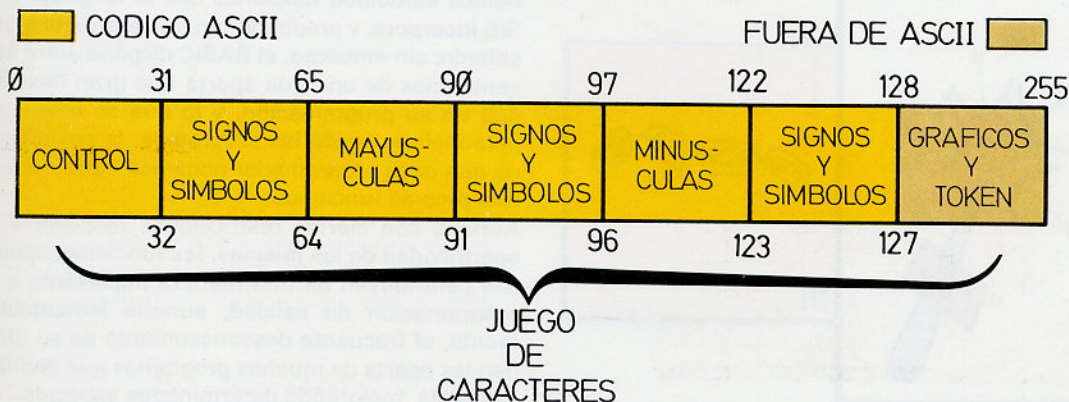 CODIGO ASCII
FUERA DE ASCII
Ø 31 65 9Ø 97 122 128 255
CONTROL
SIGNOS
Y
SIMBOLOS
MAYUS-
CULAS
SIGNOS
Y
SIMBOLOS
MINUS-
CULAS
SIGNOS
Y
SIMBOLOS
GRAFICOS
Y
TOKEN
32 64 91 96 123 127
JUEGO
DE
CARACTERES